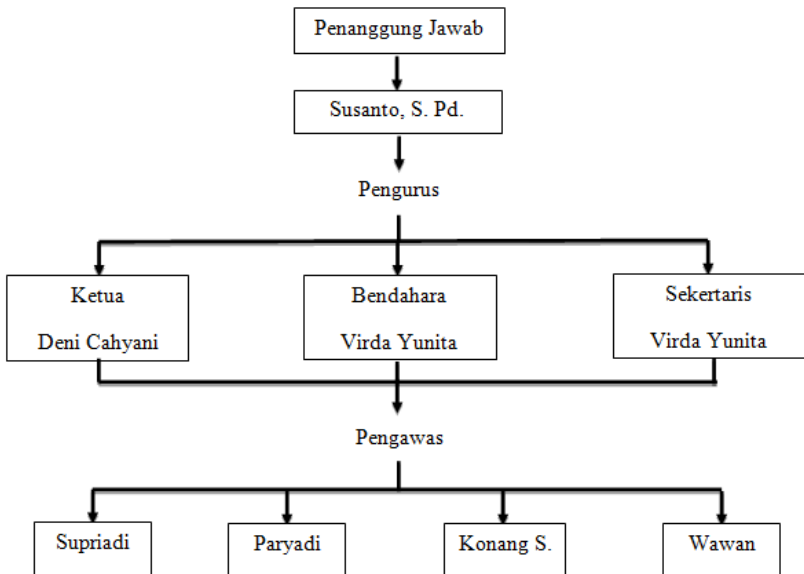 Penanggung Jawab
Susanto, S. Pd.
Pengurus
Ketua
Deni Cahyani
Bendahara
Virda Yunita
Sekertaris
Virda Yunita
Pengawas
Supriadi
Paryadi
Konang S.
Wawan